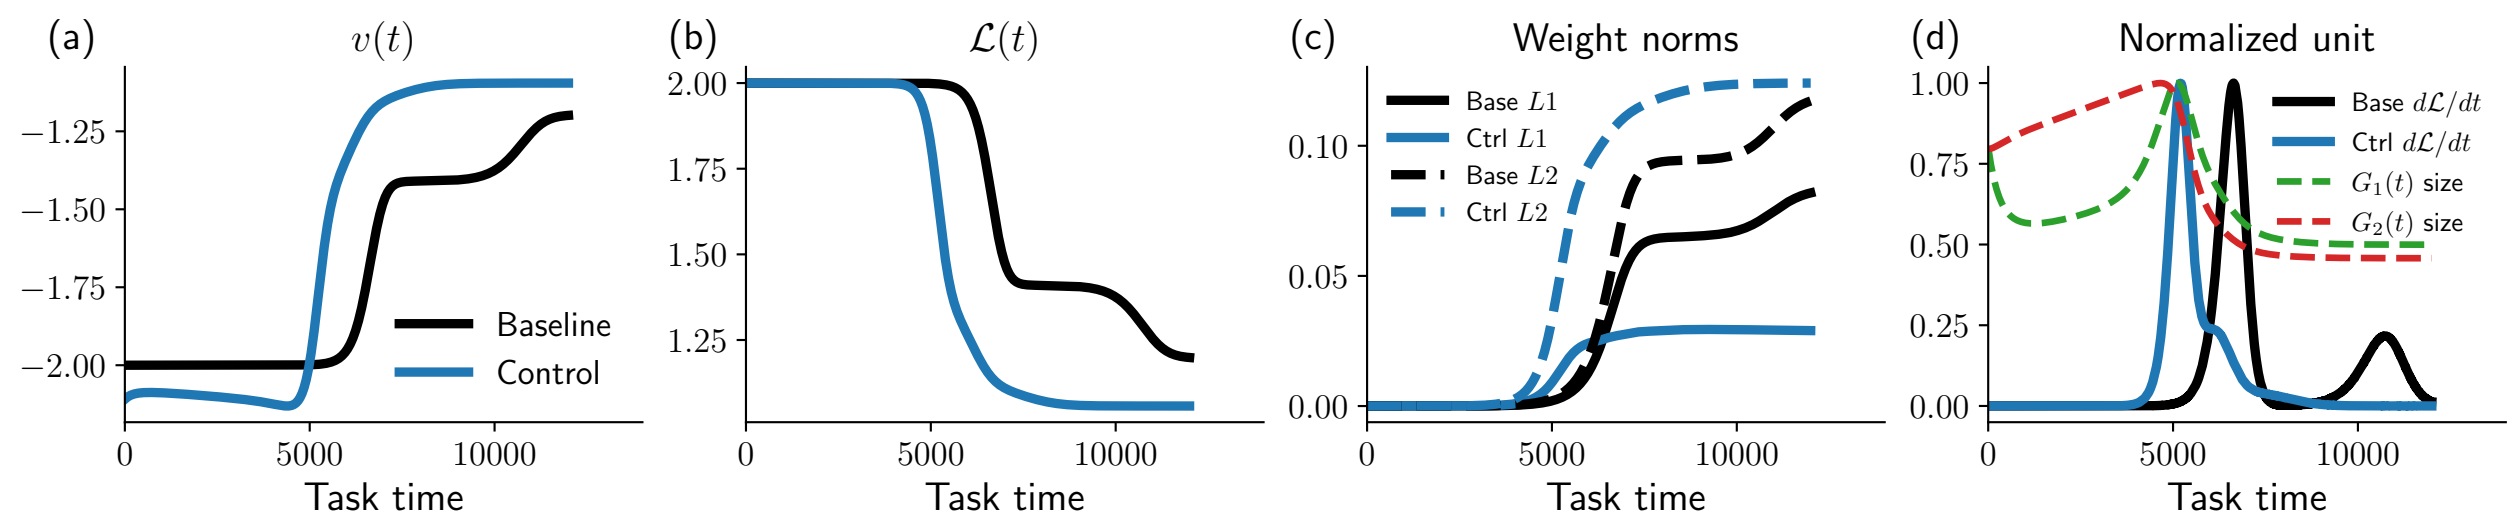 (a)
v(t)
−1.25
−1.50
−1.75
−2.00
Baseline
Control
0
5000
10000
Task time
(b)
ℒ(t)
2.00
1.75
1.50
1.25
0
5000
10000
Task time
(c)
Weight norms
0.10
0.05
0.00
Base L1
Ctrl L1
Base L2
Ctrl L2
0
5000
10000
Task time
(d)
Normalized unit
1.00
0.75
0.50
0.25
0.00
Base dℒ/dt
Ctrl dℒ/dt
G₁(t) size
G₂(t) size
0
5000
10000
Task time